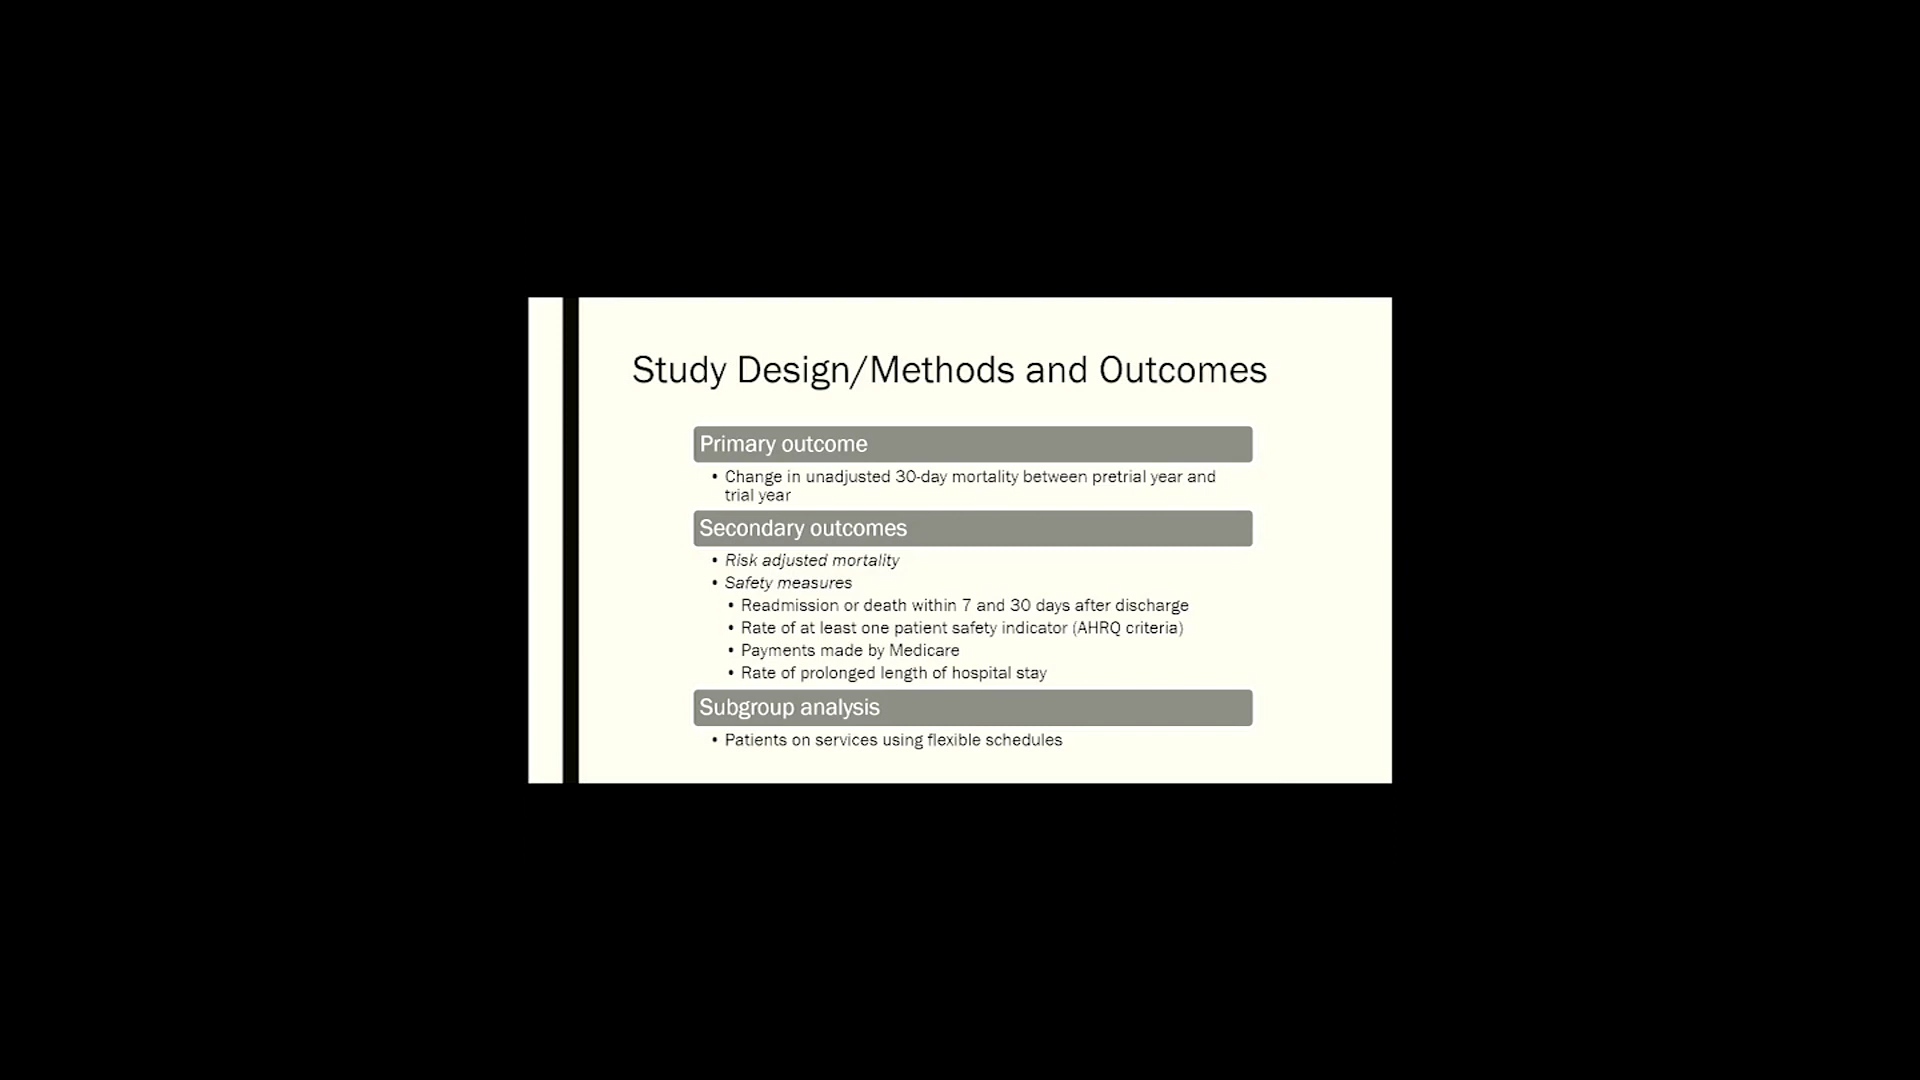 Study Design/Methods and Outcomes
Primary outcome
• Change in unadjusted 30-day mortality between pretrial year and
trial year
Secondary outcomes
• Risk adjusted mortality
• Safety measures
• Readmission or death within 7 and 30 days after discharge
• Rate of at least one patient safety indicator (AHRQ criteria)
• Payments made by Medicare
• Rate of prolonged length of hospital stay
Subgroup analysis
• Patients on services using flexible schedules